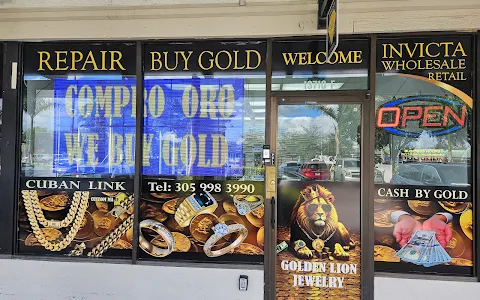 REPAIR
BUY GOLD
WELCOME
INVICTA
WHOLESALE
RETAIL
COMPRO ORO
WE BUY GOLD
OPEN
CUBAN LINK
Tel: 305 998 3990
CASH BY GOLD
GOLDEN LION
JEWELRY